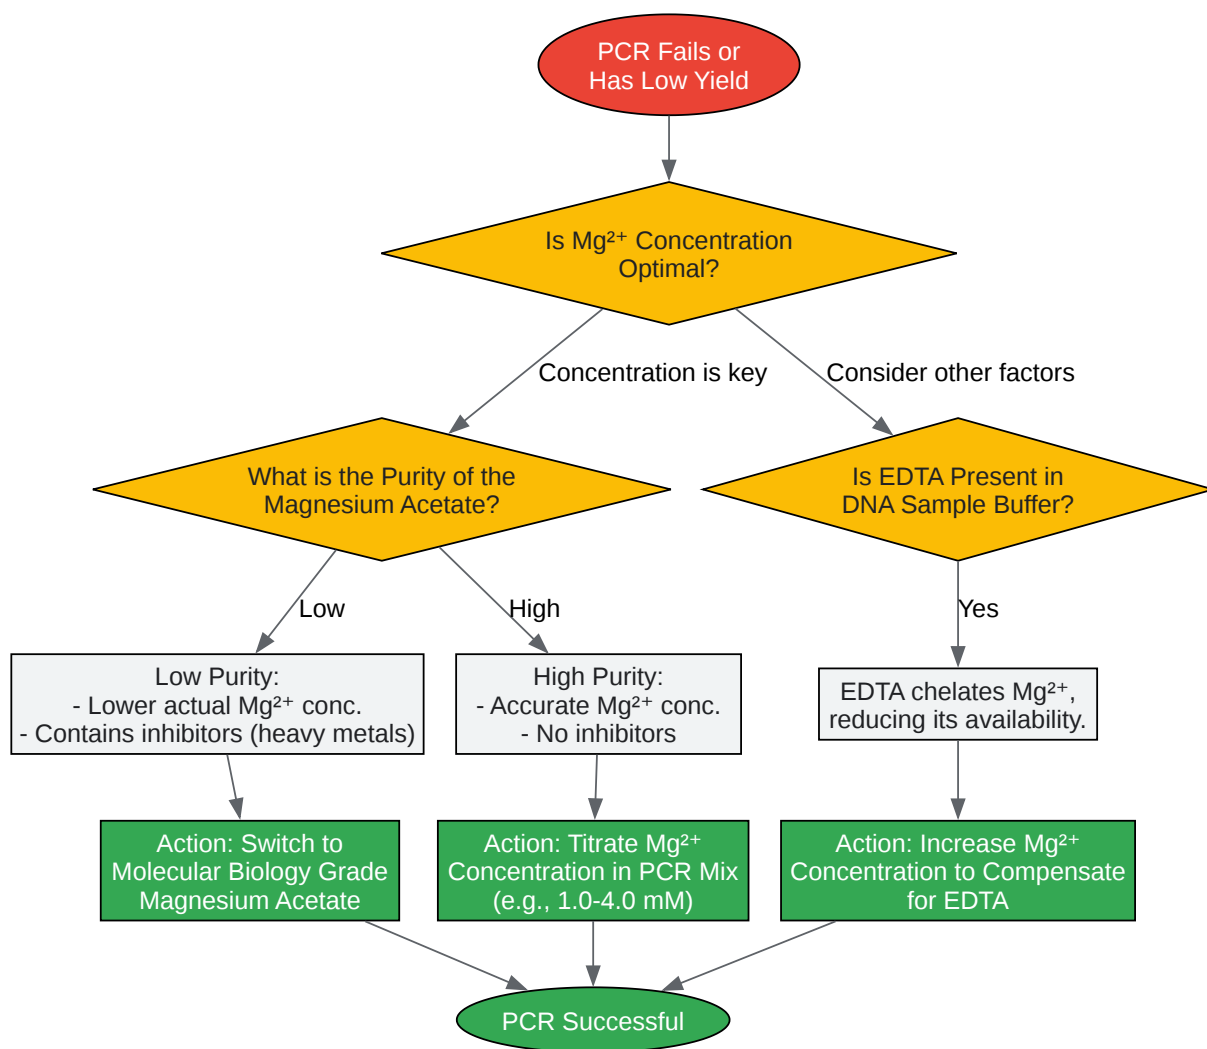 PCR Fails or
Has Low Yield
Is Mg²⁺ Concentration
Optimal?
Concentration is key
Consider other factors
What is the Purity of the
Magnesium Acetate?
Is EDTA Present in
DNA Sample Buffer?
Low
High
Yes
Low Purity:
- Lower actual Mg²⁺ conc.
- Contains inhibitors (heavy metals)
High Purity:
- Accurate Mg²⁺ conc.
- No inhibitors
EDTA chelates Mg²⁺,
reducing its availability.
Action: Switch to
Molecular Biology Grade
Magnesium Acetate
Action: Titrate Mg²⁺
Concentration in PCR Mix
(e.g., 1.0-4.0 mM)
Action: Increase Mg²⁺
Concentration to Compensate
for EDTA
PCR Successful